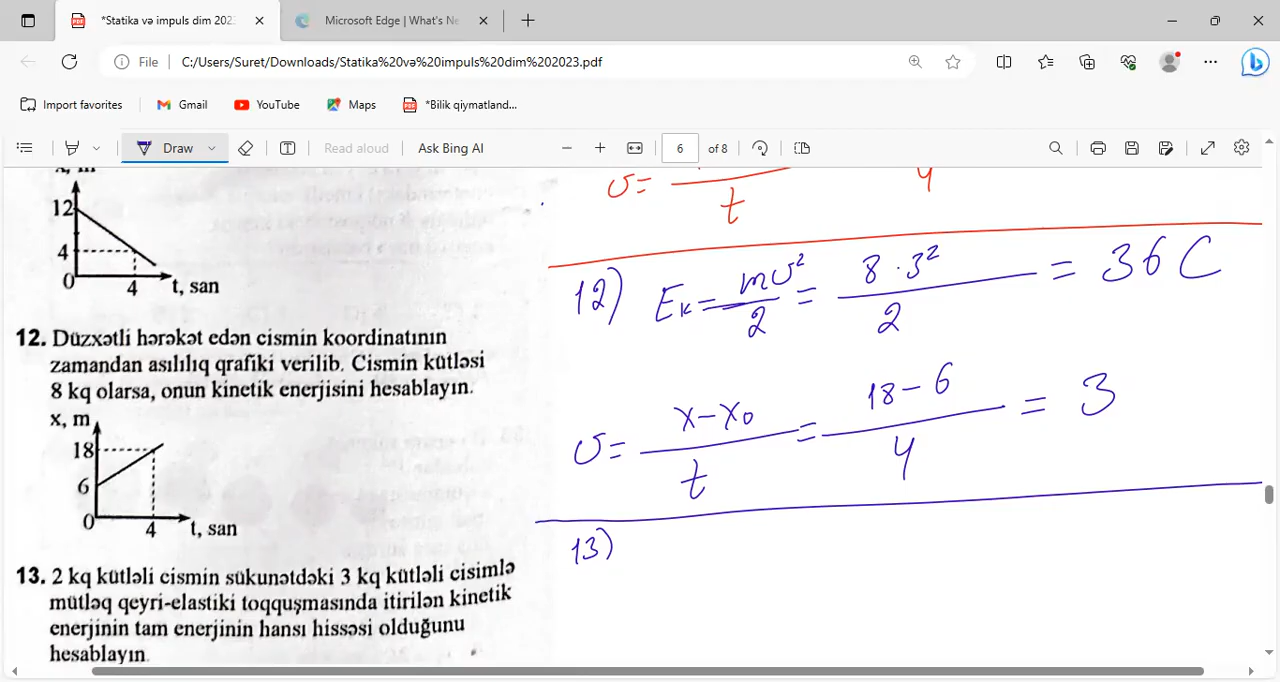 *Statika və impuls dim 202
Microsoft Edge | What's Ne
File
C:/Users/Suret/Downloads/Statika%20və%20impuls%20dim%202023.pdf
Import favorites
Gmail
YouTube
Maps
*Bilik qiymatland...
Draw
Read aloud
Ask Bing AI
6
of 8
12
4
0
4
t, san
12. Düzxətli hərəkət edən cismin koordinatının
zamandan asılılıq qrafiki verilib. Cismin kütləsi
8 kq olarsa, onun kinetik enerjisini hesablayın.
x, m
18
6
0
4
t, san
13. 2 kq kütləli cismin sükunətdəki 3 kq kütləli cisimlə
mütləq qeyri-elastiki toqquşmasında itirilən kinetik
enerjinin tam enerjinin hansı hissəsi olduğunu
hesablayın.
υ= t 4
12) Eк = mυ²/2 = 8·3²/2 = 36 C
υ= x-x₀/t = 18-6/4 = 3
13)